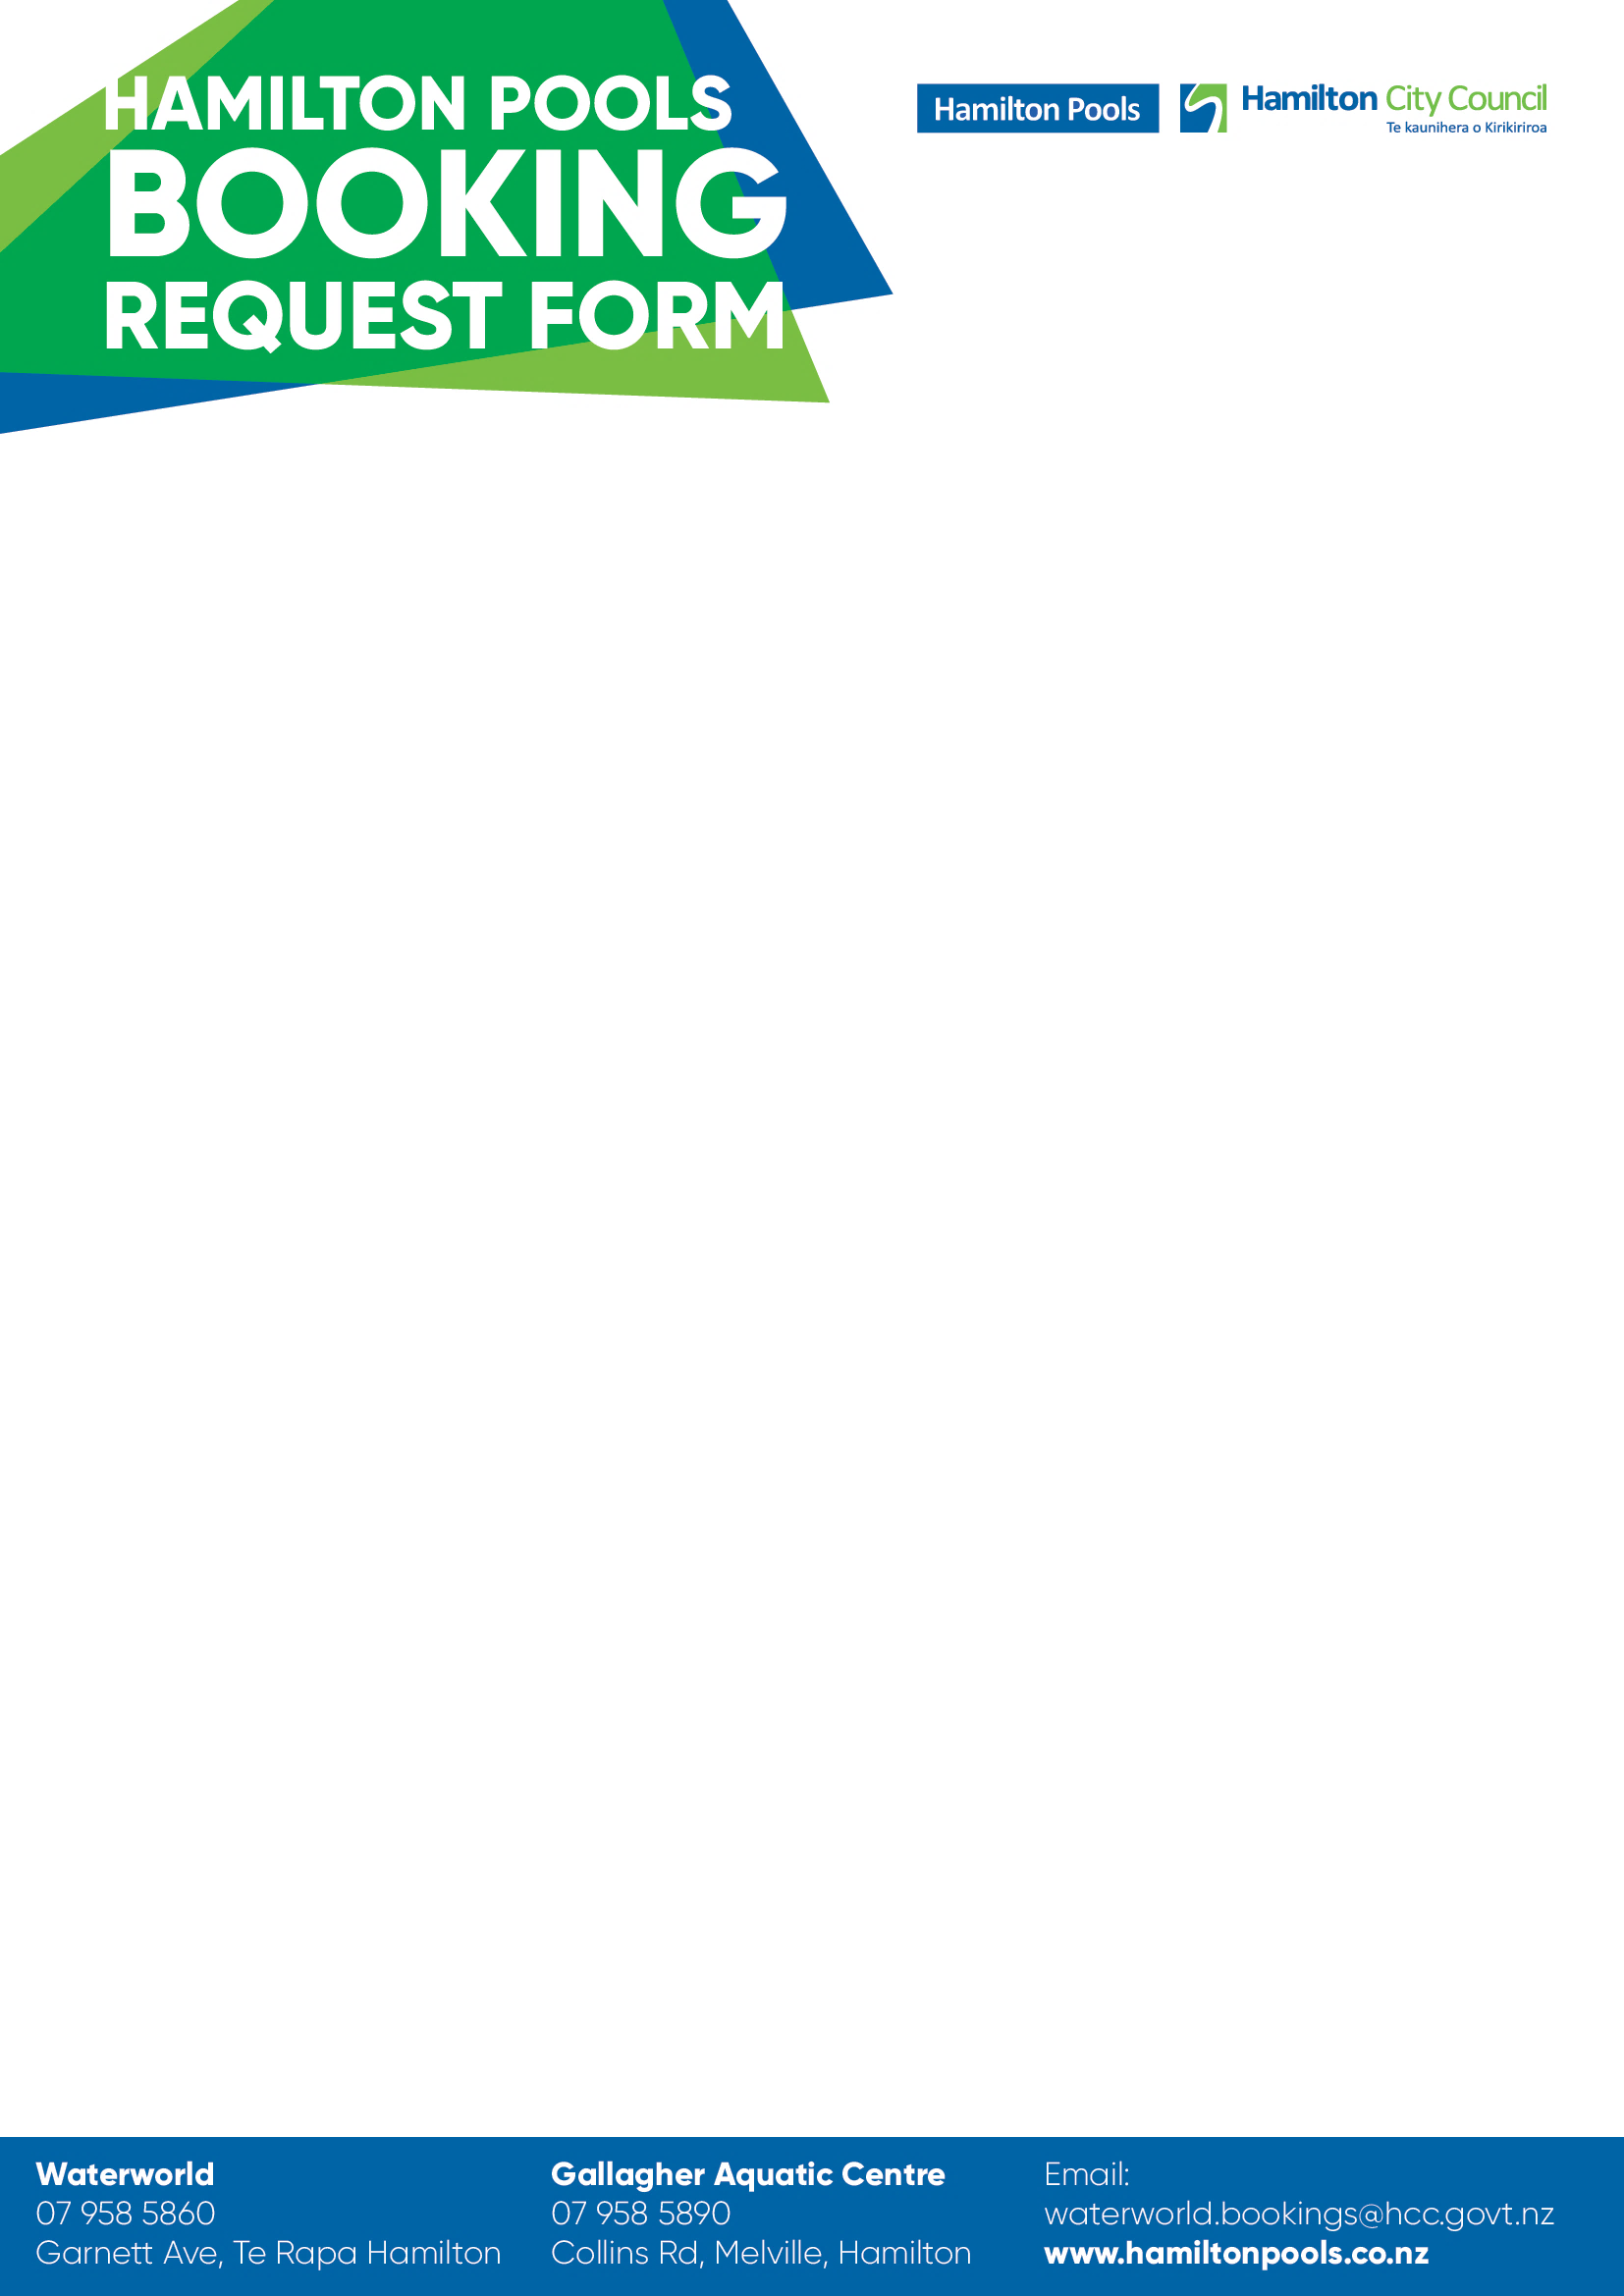 HAMILTON POOLS
BOOKING
REQUEST FORM
Hamilton Pools
Hamilton City Council
Te kaunihera o Kirikiriroa
Waterworld
07 958 5860
Garnett Ave, Te Rapa Hamilton
Gallagher Aquatic Centre
07 958 5890
Collins Rd, Melville, Hamilton
Email:
waterworld.bookings@hcc.govt.nz
www.hamiltonpools.co.nz